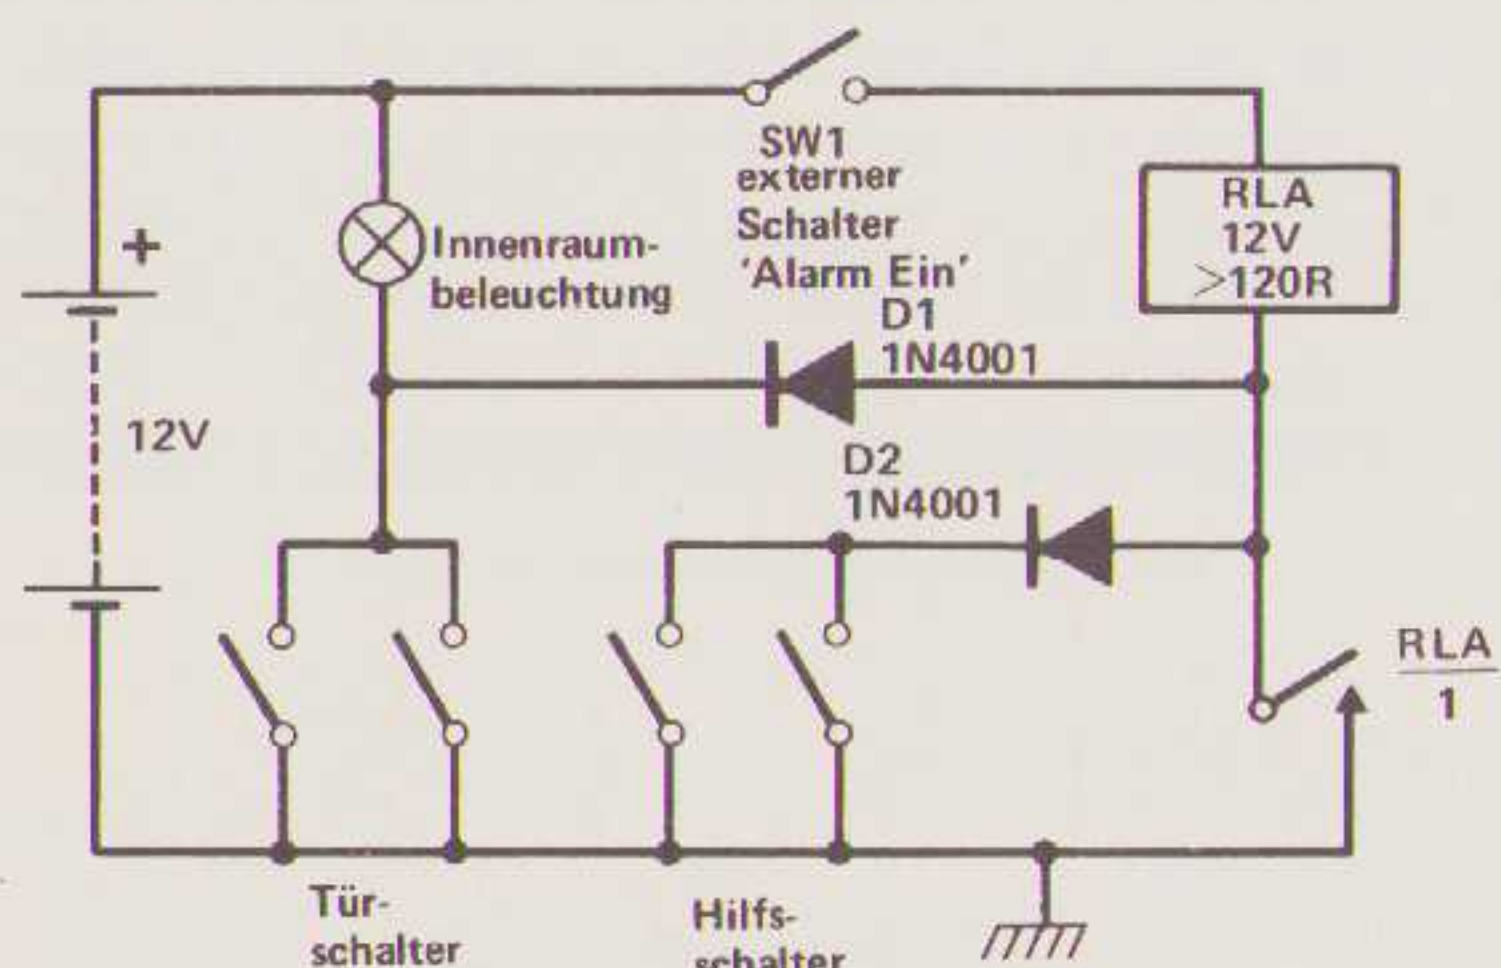 SW1
externer
Schalter
'Alarm Ein'
RLA
12V
>120R
+
Innenraum-
beleuchtung
D1
1N4001
12V
D2
1N4001
RLA
1
Tür-
schalter
Hilfs-
schalter